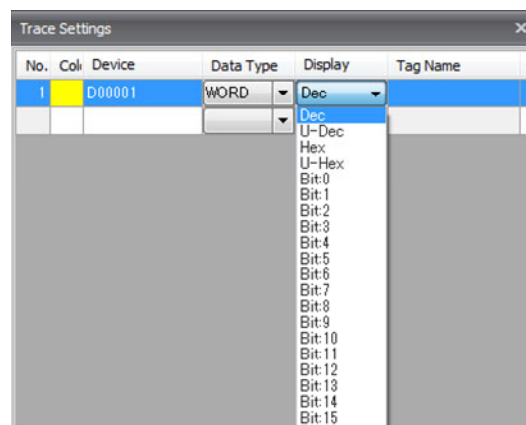 Trace Settings
No. Colo Device Data Type Display Tag Name
1 D00001 WORD Dec
Dec
U-Dec
Hex
U-Hex
Bit:0
Bit:1
Bit:2
Bit:3
Bit:4
Bit:5
Bit:6
Bit:7
Bit:8
Bit:9
Bit:10
Bit:11
Bit:12
Bit:13
Bit:14
Bit:15